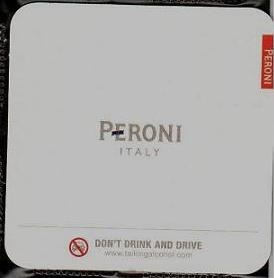 PERONI
PERONI
ITALY
DON'T DRINK AND DRIVE
www.talkingalcohol.com